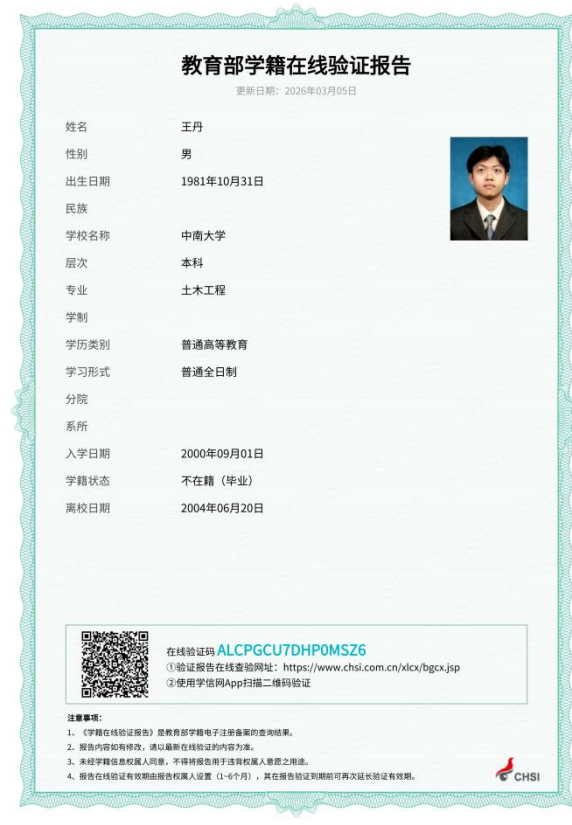 教育部学籍在线验证报告
更新日期：2026年03月05日
姓名 王丹
性别 男
出生日期 1981年10月31日
民族
学校名称 中南大学
层次 本科
专业 土木工程
学制
学历类别 普通高等教育
学习形式 普通全日制
分院
系所
入学日期 2000年09月01日
学籍状态 不在籍（毕业）
离校日期 2004年06月20日
在线验证码 ALCPGCU7DHP0MSZ6
①验证报告在线查验网址：https://www.chsi.com.cn/xlcx/bgcx.jsp
②使用学信网App扫描二维码验证
注意事项：
1、《学籍在线验证报告》是教育部学籍电子注册备案的查询结果。
2、报告内容如有修改，请以最新在线验证的内容为准。
3、未经学籍信息权属人同意，不得将报告用于违背权属人意愿之用途。
4、报告在线验证有效期由报告权属人设置（1~6个月），其在报告验证到期前可再次延长验证有效期。
CHSI